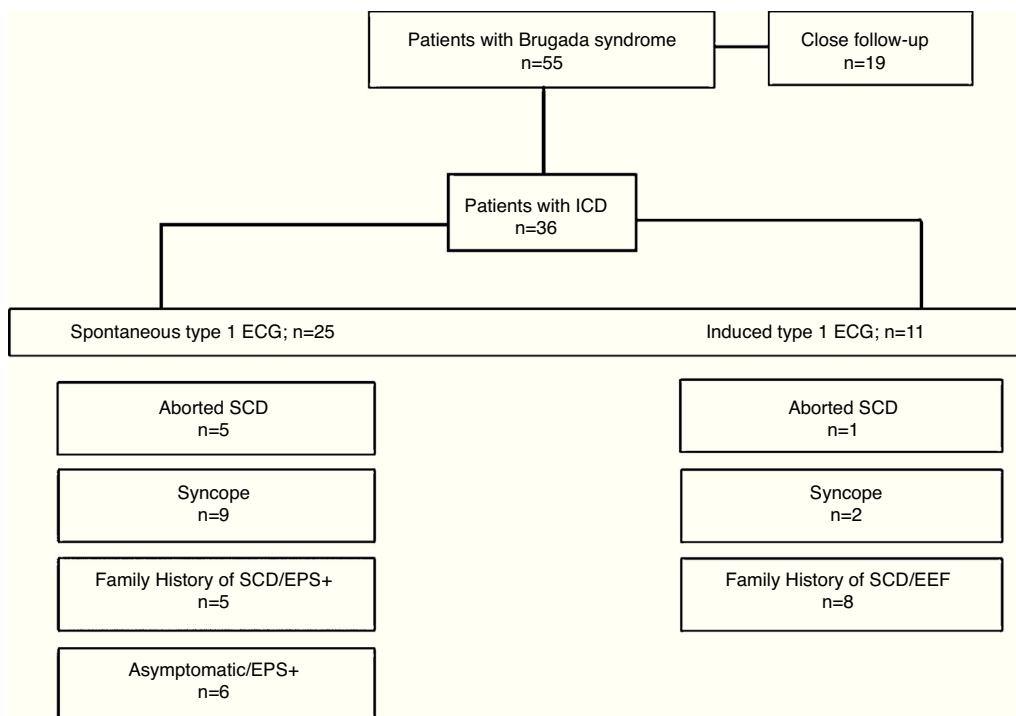 Patients with Brugada syndrome
n=55
Close follow-up
n=19
Patients with ICD
n=36
Spontaneous type 1 ECG; n=25
Induced type 1 ECG; n=11
Aborted SCD
n=5
Syncope
n=9
Family History of SCD/EPS+
n=5
Asymptomatic/EPS+
n=6
Aborted SCD
n=1
Syncope
n=2
Family History of SCD/EEF
n=8